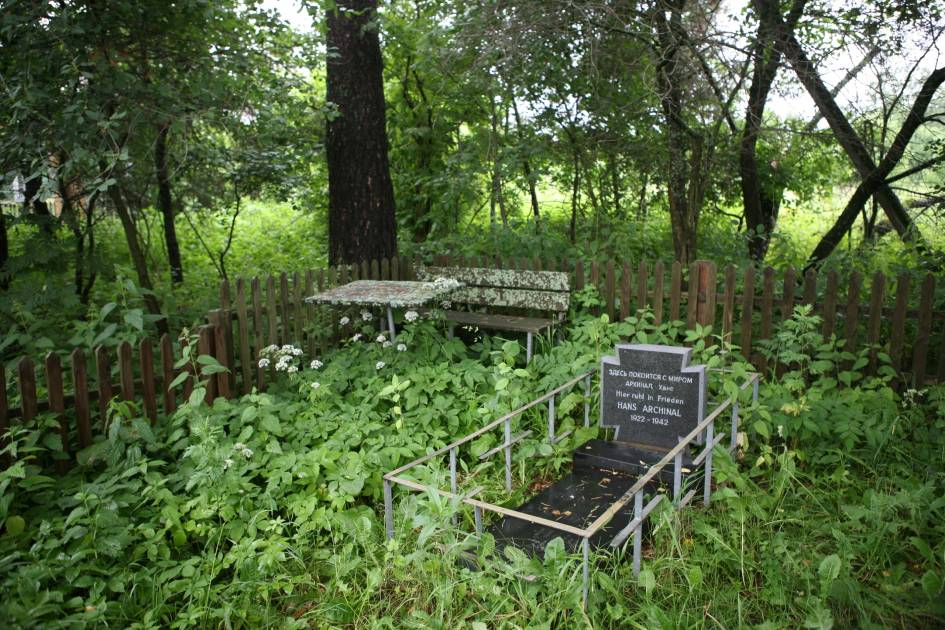 ЗДЕСЬ ПОКОИТСЯ С МИРОМ
АРХИНАЛ ХАНС
Hier ruht in Frieden
HANS ARCHINAL
1922 - 1942